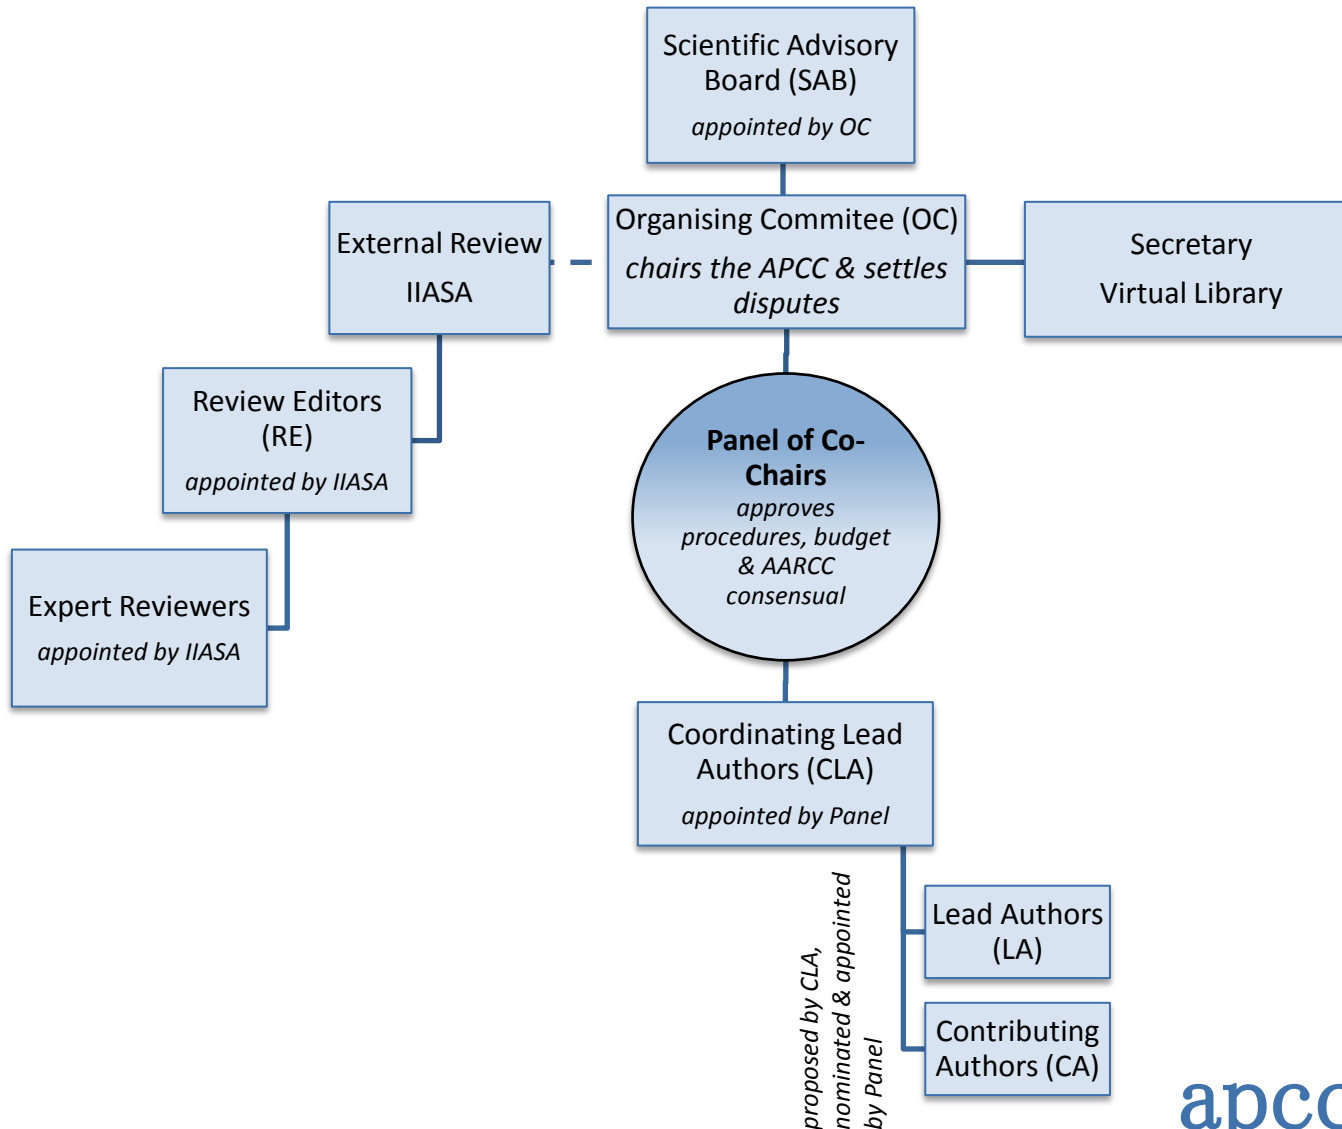 Scientific Advisory
Board (SAB)
appointed by OC
Organising Commitee (OC)
chairs the APCC & settles
disputes
External Review
IIASA
Secretary
Virtual Library
Review Editors
(RE)
appointed by IIASA
Expert Reviewers
appointed by IIASA
Panel of Co-
Chairs
approves
procedures, budget
& AARCC
consensual
Coordinating Lead
Authors (CLA)
appointed by Panel
proposed by CLA,
nominated & appointed
by Panel
Lead Authors
(LA)
Contributing
Authors (CA)
apcc